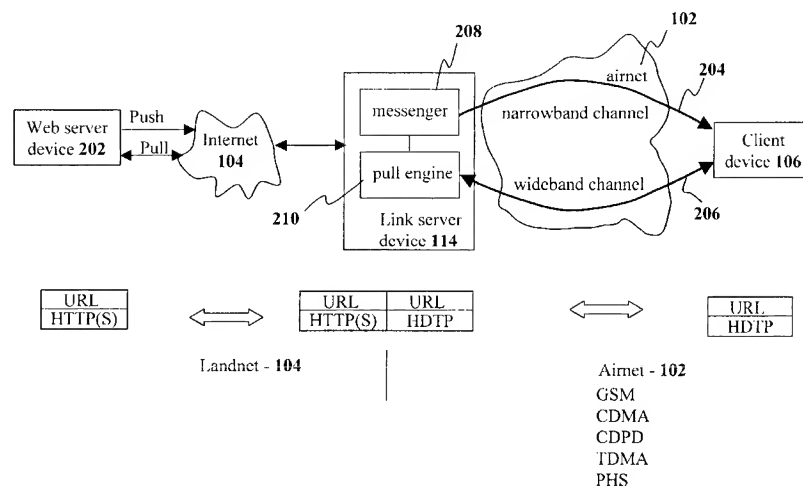 102
208
airnet
204
messenger
narrowband channel
Web server
device 202
Push
Pull
Internet
104
Client
device 106
pull engine
wideband channel
210
206
Link server
device 114
URL
HTTP(S)
URL URL
HTTP(S) HDTP
URL
HDTP
Landnet - 104
Airnet - 102
GSM
CDMA
CDPD
TDMA
PHS